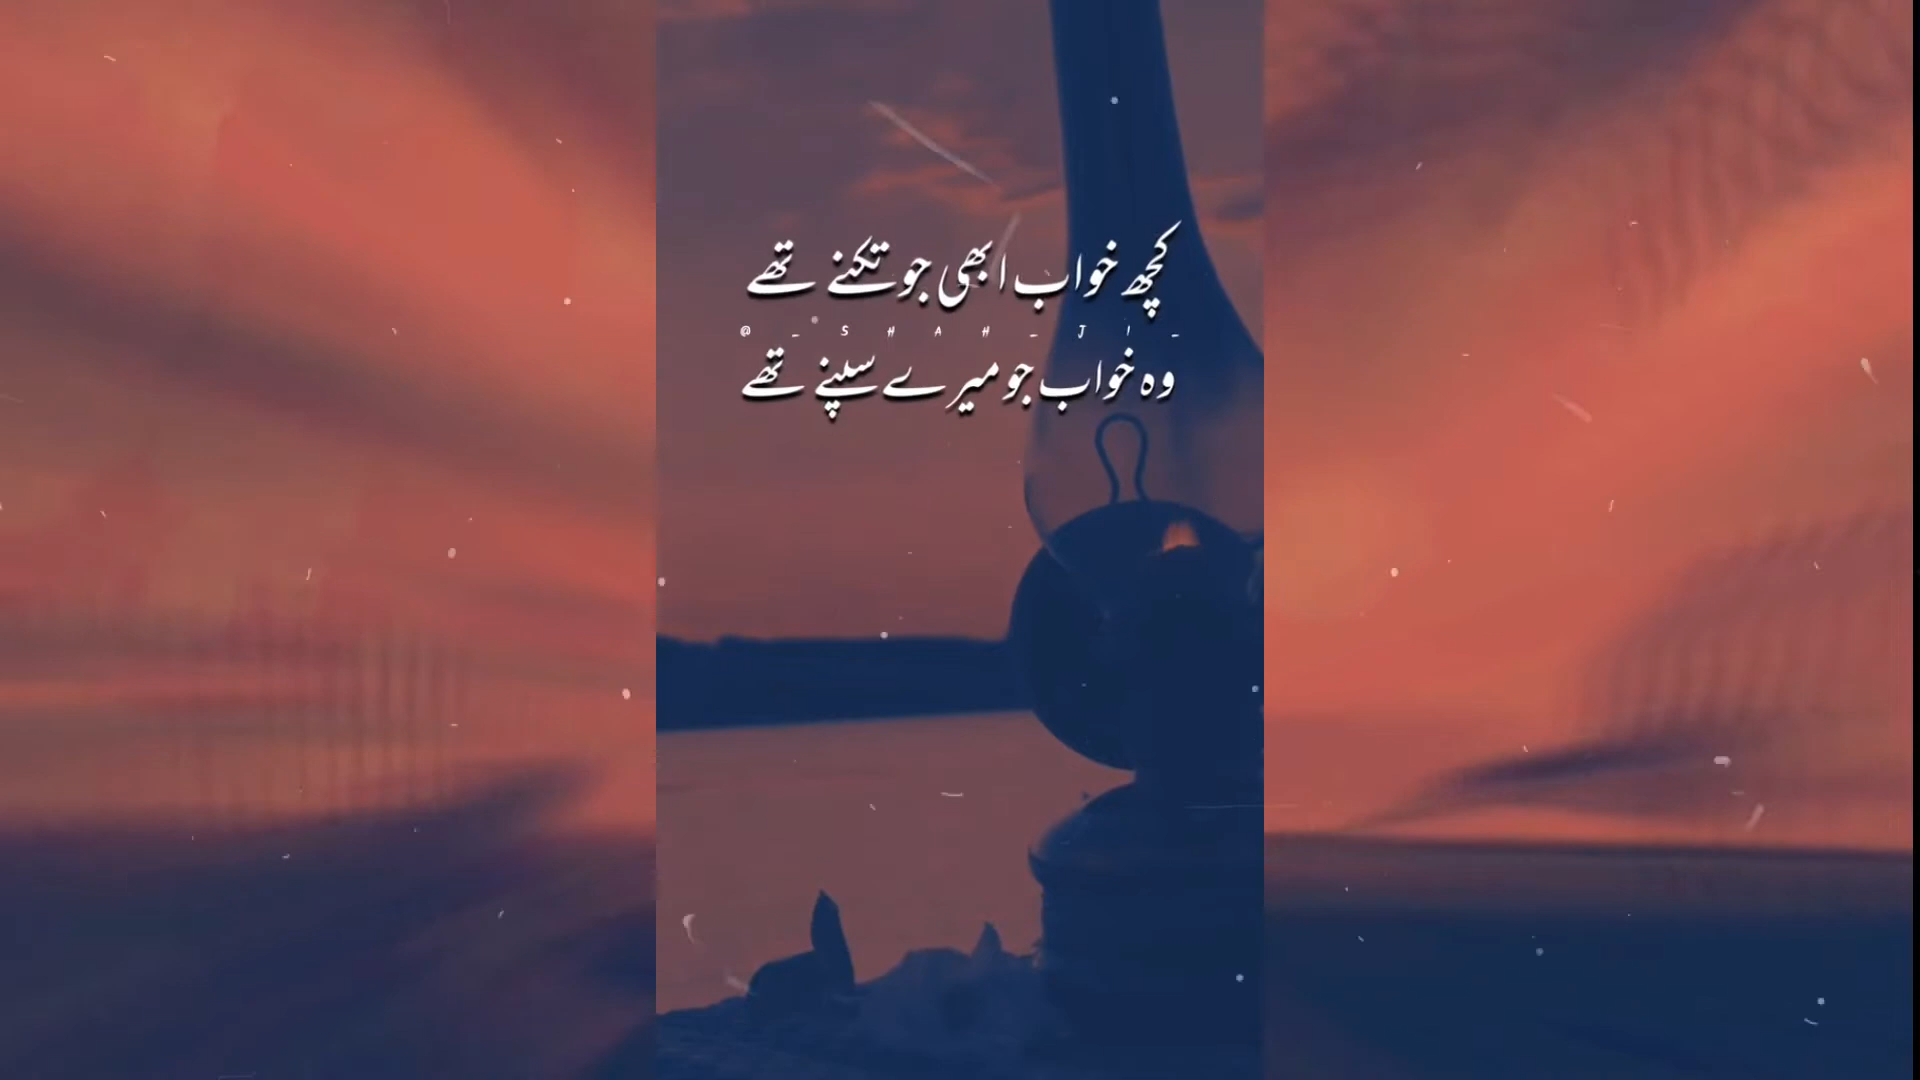 کچھ خواب ابھی جو تکنے تھے
@_SHAH_JI_
وہ خواب جو میرے سپنے تھے